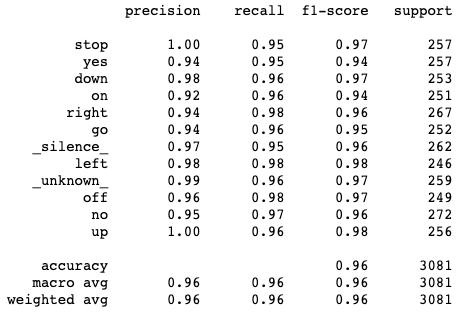 precision recall f1-score support
stop 1.00 0.95 0.97 257
yes 0.94 0.95 0.94 257
down 0.98 0.96 0.97 253
on 0.92 0.96 0.94 251
right 0.94 0.98 0.96 267
go 0.94 0.96 0.95 252
_silence_ 0.97 0.95 0.96 262
left 0.98 0.98 0.98 246
_unknown_ 0.99 0.96 0.97 259
off 0.96 0.98 0.97 249
no 0.95 0.97 0.96 272
up 1.00 0.96 0.98 256
accuracy 0.96 3081
macro avg 0.96 0.96 0.96 3081
weighted avg 0.96 0.96 0.96 3081